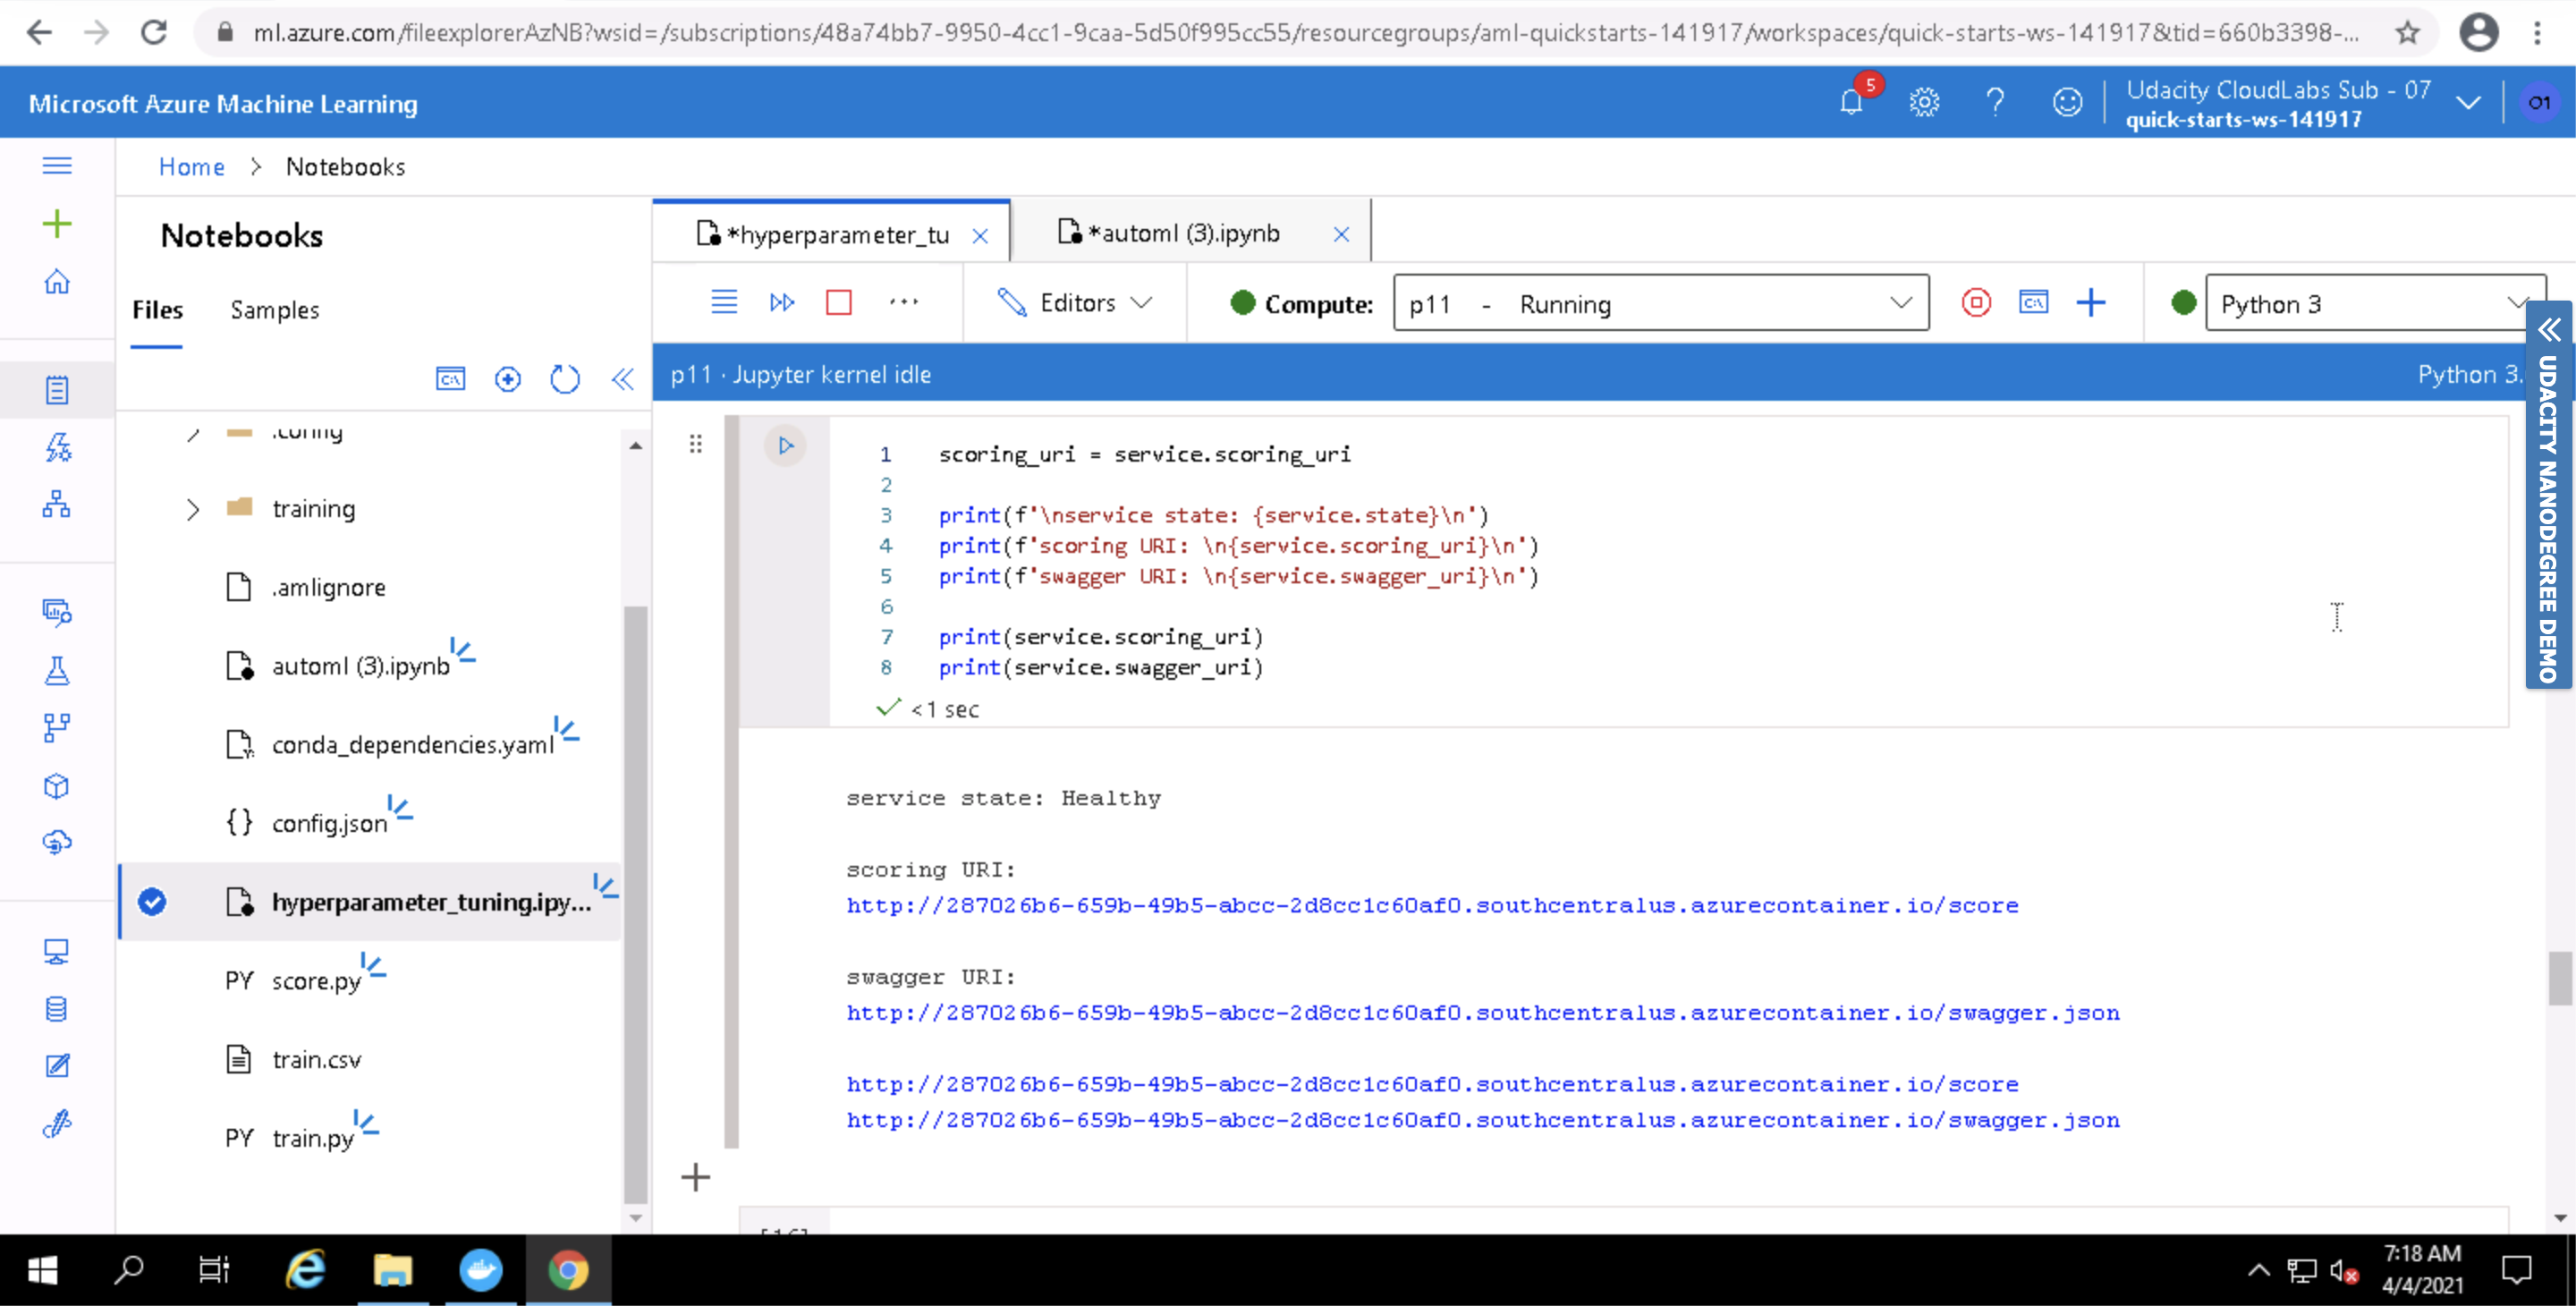 ml.azure.com/fileexplorerAzNB?wsid=/subscriptions/48a74bb7-9950-4cc1-9caa-5d50f995cc55/resourcegroups/aml-quickstarts-141917/workspaces/quick-starts-ws-141917&tid=660b3398-...
Microsoft Azure Machine Learning
5
Udacity CloudLabs Sub - 07
quick-starts-ws-141917
O1
Home > Notebooks
Notebooks
Files
Samples
.config
training
.amlignore
automl (3).ipynb
conda_dependencies.yaml
{} config.json
hyperparameter_tuning.ipy...
PY score.py
train.csv
PY train.py
*hyperparameter_tu
*automl (3).ipynb
Editors
Compute:
p11 - Running
Python 3
p11 · Jupyter kernel idle
Python 3.
UDACITY NANODEGREE DEMO
1 scoring_uri = service.scoring_uri
2
3 print(f'\nservice state: {service.state}\n')
4 print(f'scoring URI: \n{service.scoring_uri}\n')
5 print(f'swagger URI: \n{service.swagger_uri}\n')
6
7 print(service.scoring_uri)
8 print(service.swagger_uri)
<1 sec
service state: Healthy
scoring URI:
http://287026b6-659b-49b5-abcc-2d8cc1c60af0.southcentralus.azurecontainer.io/score
swagger URI:
http://287026b6-659b-49b5-abcc-2d8cc1c60af0.southcentralus.azurecontainer.io/swagger.json
http://287026b6-659b-49b5-abcc-2d8cc1c60af0.southcentralus.azurecontainer.io/score
http://287026b6-659b-49b5-abcc-2d8cc1c60af0.southcentralus.azurecontainer.io/swagger.json
7:18 AM
4/4/2021